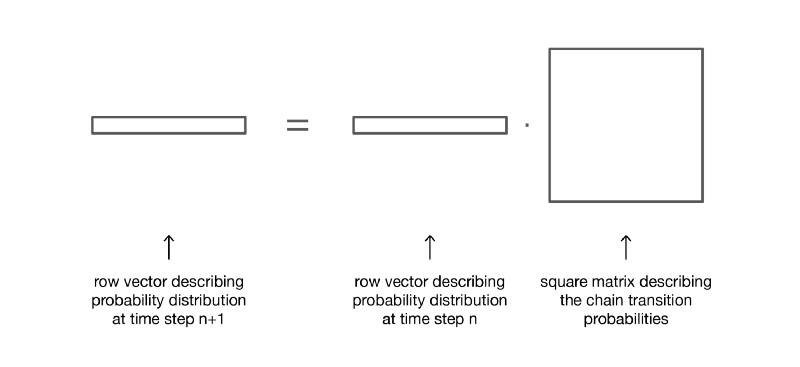 = ·
row vector describing
probability distribution
at time step n+1
row vector describing
probability distribution
at time step n
square matrix describing
the chain transition
probabilities